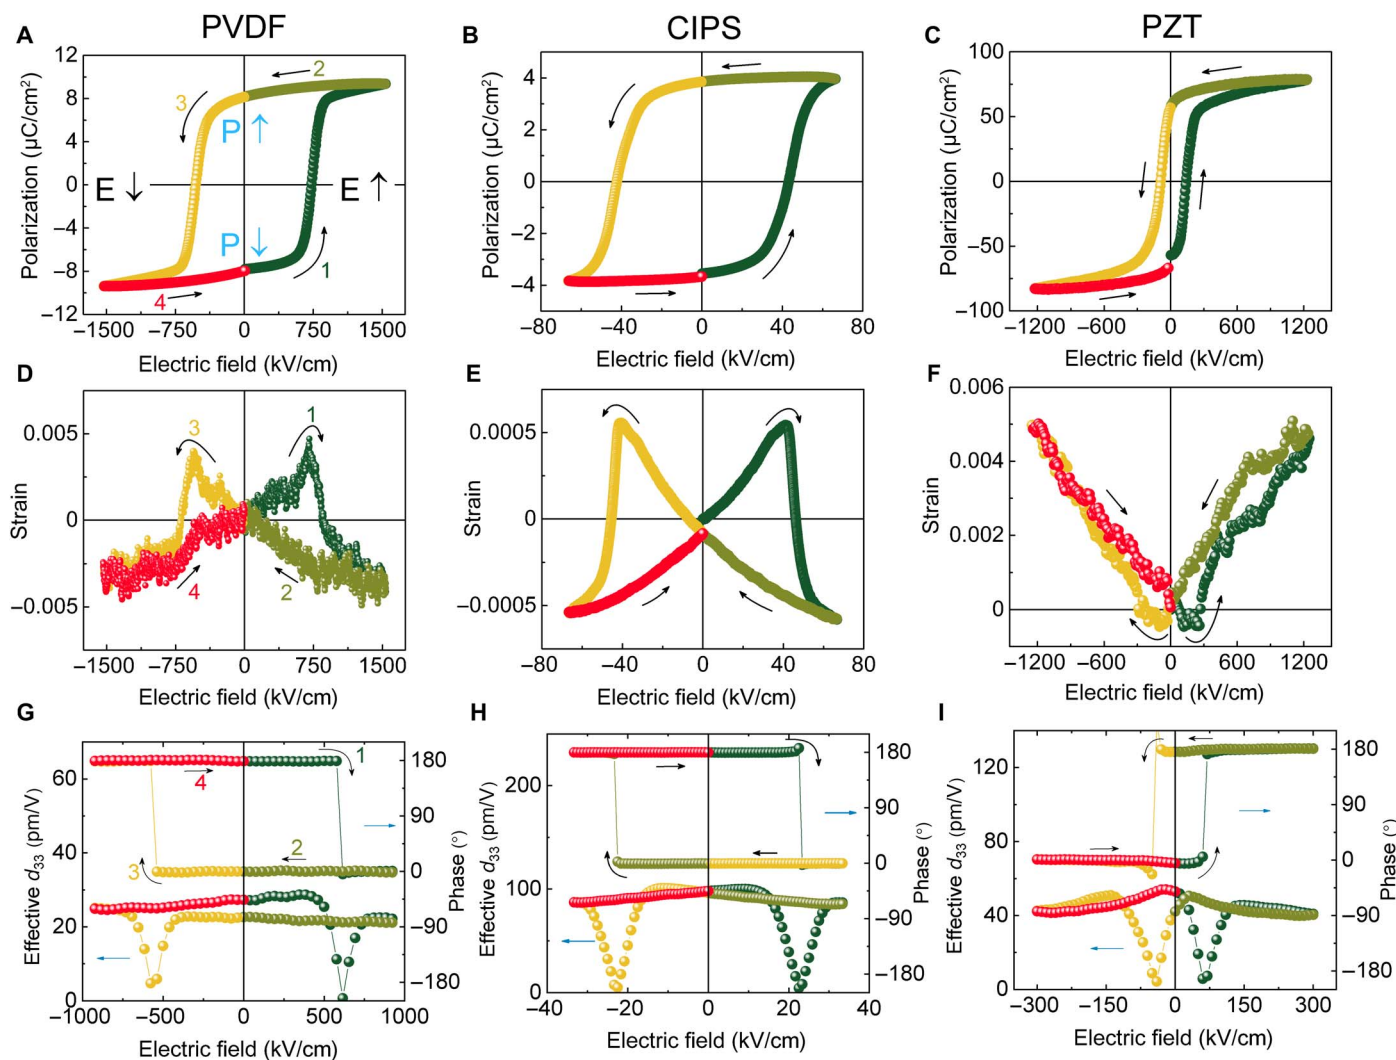 PVDF
CIPS
PZT
A
12
8
4
0
−4
−8
−12
Polarization (μC/cm²)
−1500 −750 0 750 1500
Electric field (kV/cm)
2
3
P ↑
E ↓
E ↑
P ↓
1
4
B
4
2
0
−2
−4
Polarization (μC/cm²)
−80 −40 0 40 80
Electric field (kV/cm)
C
100
50
0
−50
−100
Polarization (μC/cm²)
−1200 −600 0 600 1200
Electric field (kV/cm)
D
0.005
0
−0.005
Strain
−1500 −750 0 750 1500
Electric field (kV/cm)
3
1
4
2
E
0.0005
0
−0.0005
Strain
−80 −40 0 40 80
Electric field (kV/cm)
F
0.006
0.004
0.002
0
Strain
−1200 −600 0 600 1200
Electric field (kV/cm)
G
60
40
20
0
Effective d33 (pm/V)
180
90
0
−90
−180
Phase (°)
−1000 −500 0 500 1000
Electric field (kV/cm)
1
4
2
3
H
200
100
0
Effective d33 (pm/V)
180
90
0
−90
−180
Phase (°)
−40 −20 0 20 40
Electric field (kV/cm)
I
120
80
40
0
Effective d33 (pm/V)
180
90
0
−90
−180
Phase (°)
−300 −150 0 150 300
Electric field (kV/cm)